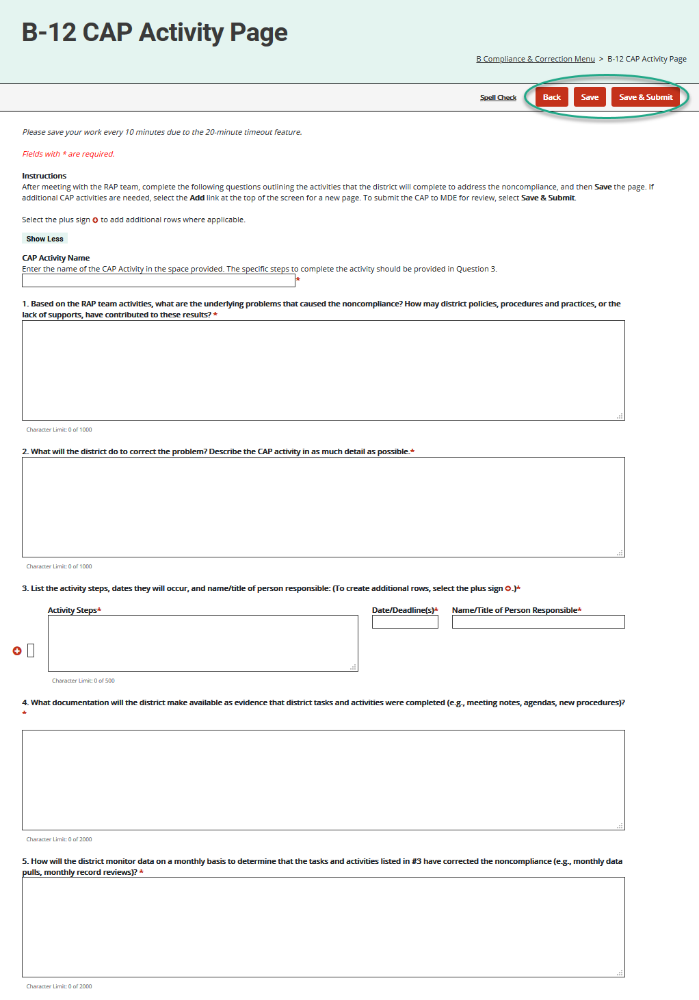 B-12 CAP Activity Page
B Compliance & Correction Menu > B-12 CAP Activity Page
Spell Check Back Save Save & Submit
Please save your work every 10 minutes due to the 20-minute timeout feature.
Fields with * are required.
Instructions
After meeting with the RAP team, complete the following questions outlining the activities that the district will complete to address the noncompliance, and then Save the page. If
additional CAP activities are needed, select the Add link at the top of the screen for a new page. To submit the CAP to MDE for review, select Save & Submit.
Select the plus sign to add additional rows where applicable.
Show Less
CAP Activity Name
Enter the name of the CAP Activity in the space provided. The specific steps to complete the activity should be provided in Question 3.
*
1. Based on the RAP team activities, what are the underlying problems that caused the noncompliance? How may district policies, procedures and practices, or the
lack of supports, have contributed to these results? *
Character Limit: 0 of 1000
2. What will the district do to correct the problem? Describe the CAP activity in as much detail as possible.*
Character Limit: 0 of 1000
3. List the activity steps, dates they will occur, and name/title of person responsible: (To create additional rows, select the plus sign .)*
Activity Steps* Date/Deadline(s)* Name/Title of Person Responsible*
Character Limit: 0 of 500
4. What documentation will the district make available as evidence that district tasks and activities were completed (e.g., meeting notes, agendas, new procedures)?
*
Character Limit: 0 of 2000
5. How will the district monitor data on a monthly basis to determine that the tasks and activities listed in #3 have corrected the noncompliance (e.g., monthly data
pulls, monthly record reviews)? *
Character Limit: 0 of 2000